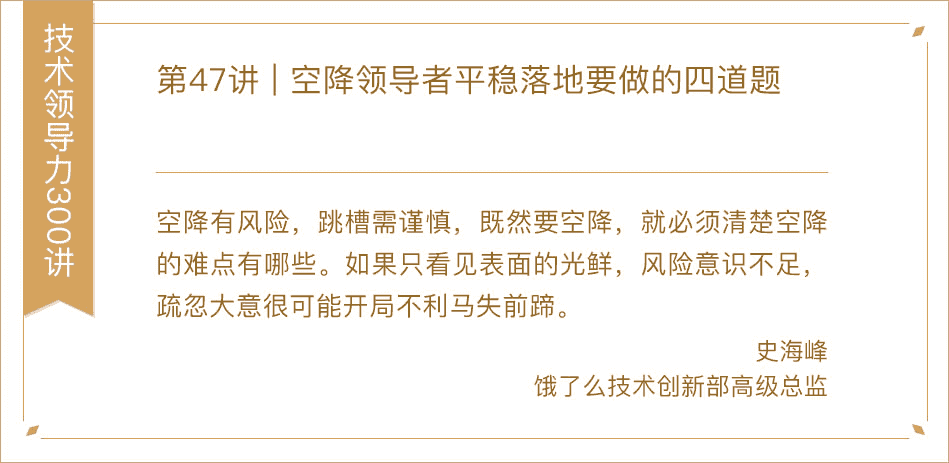 技术领导力300讲
第47讲 | 空降领导者平稳落地要做的四道题
空降有风险，跳槽需谨慎，既然要空降，就必须清楚空降
的难点有哪些。如果只看见表面的光鲜，风险意识不足，
疏忽大意很可能开局不利马失前蹄。
史海峰
饿了么技术创新部高级总监